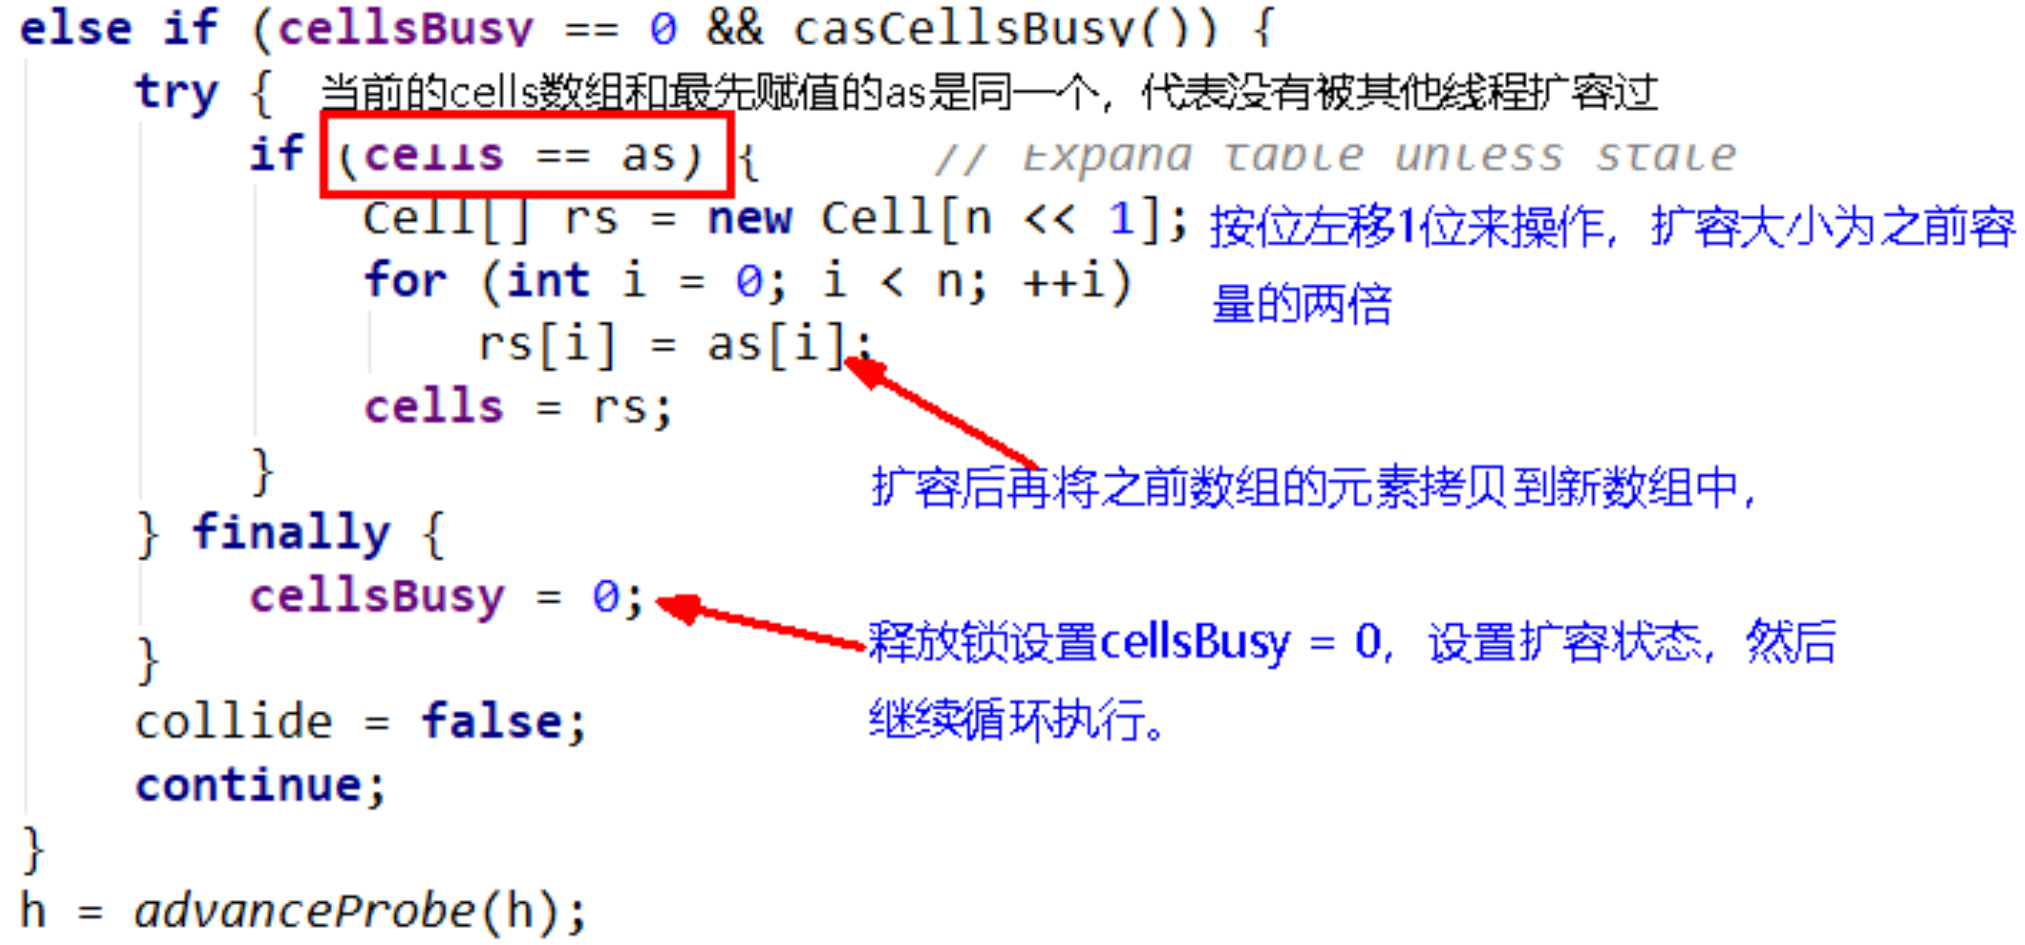 else if (cellsBusy == 0 && casCellsBusy()) {
try { 当前的cells数组和最先赋值的as是同一个，代表没有被其他线程扩容过
if (cells == as) { // Expand table unless stale
Cell[] rs = new Cell[n << 1]; 按位左移1位来操作，扩容大小为之前容
for (int i = 0; i < n; ++i) 量的两倍
rs[i] = as[i];
cells = rs;
}
扩容后再将之前数组的元素拷贝到新数组中，
} finally {
cellsBusy = 0;
释放锁设置cellsBusy = 0，设置扩容状态，然后
}
collide = false; 继续循环执行。
continue;
}
h = advanceProbe(h);